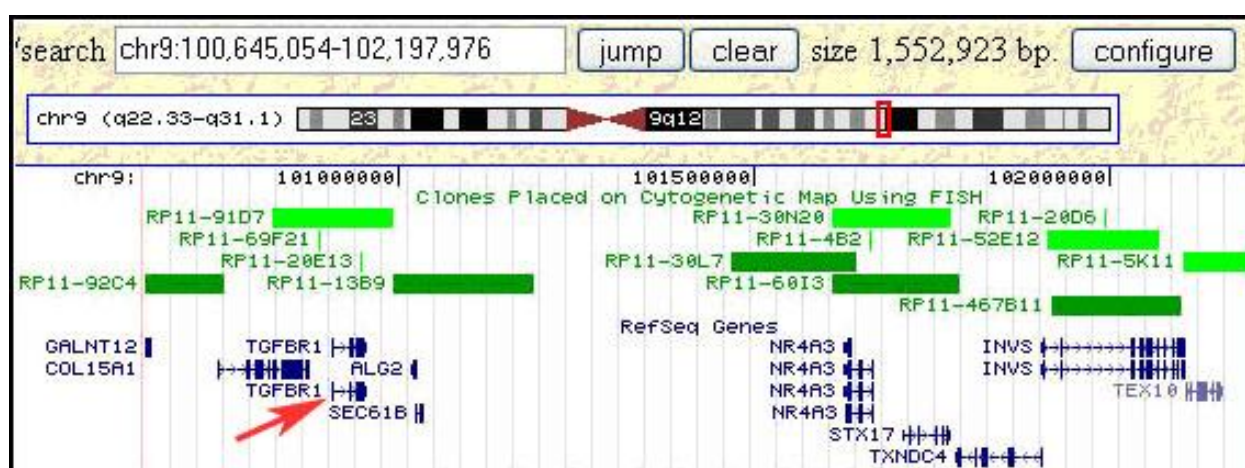 'search chr9:100,645,054-102,197,976 jump clear size 1,552,923 bp. configure
chr9 (q22.33-q31.1) 23 9q12
chr9: 101000000| 101500000| 102000000|
Clones Placed on Cytogenetic Map Using FISH
RP11-91D7 RP11-30N20 RP11-20D6
RP11-69F21 RP11-4B2 RP11-52E12
RP11-20E13 RP11-30L7 RP11-5K11
RP11-92C4 RP11-13B9 RP11-60I3
RP11-467B11
RefSeq Genes
GALNT12 TGFBR1 NR4A3 INVS
COL15A1 ALG2 NR4A3 INVS
TGFBR1 NR4A3 TEX10
SEC61B NR4A3
STX17
TXNDC4